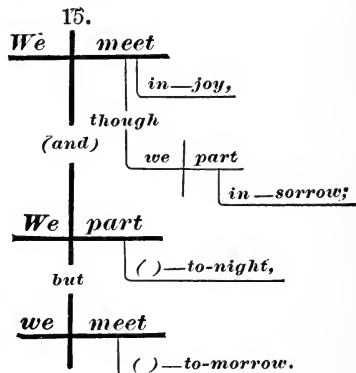 15.
We meet
in—joy,
though
(and)
we part
in—sorrow;
We part
( )—to-night,
but
we meet
( )—to-morrow.